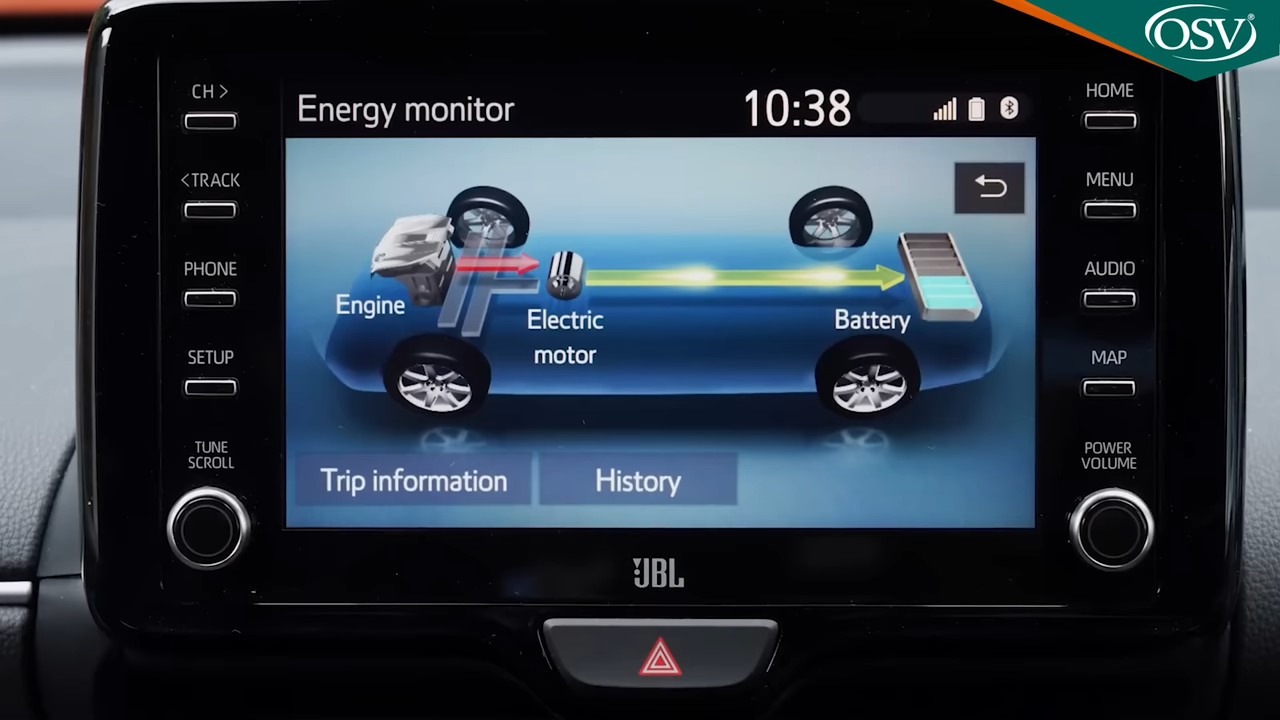 OSV®
CH >
HOME
Energy monitor
10:38
<TRACK
MENU
PHONE
AUDIO
Engine
Electric
motor
Battery
SETUP
MAP
TUNE
SCROLL
POWER
VOLUME
Trip information
History
JBL